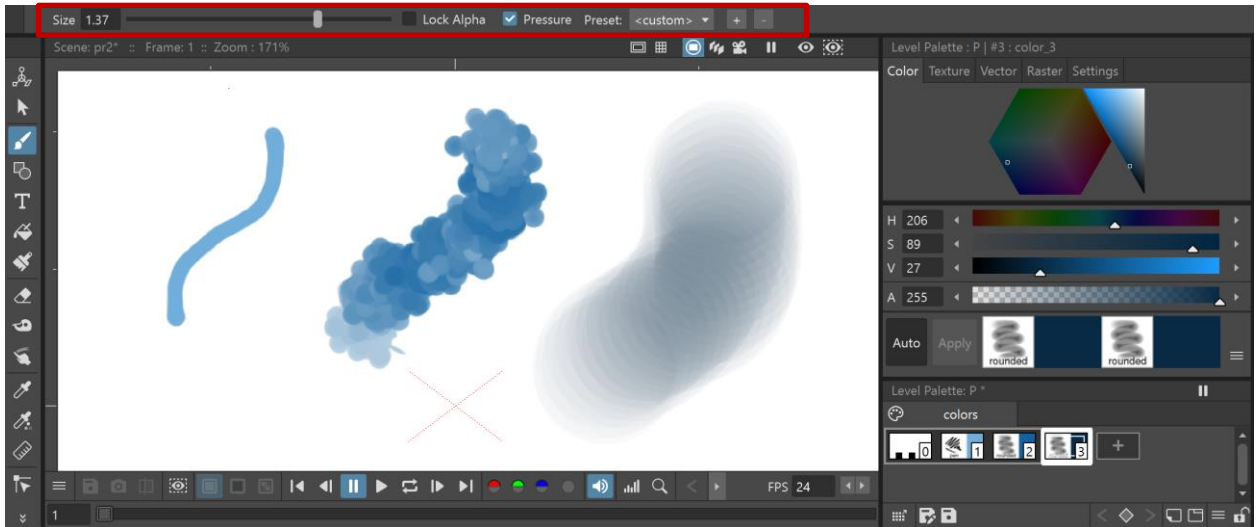 Size 1.37 Lock Alpha Pressure Preset: <custom> + -
Scene: pr2* :: Frame: 1 :: Zoom : 171%
Level Palette : P | #3 : color_3
Color Texture Vector Raster Settings
T
H 206
S 89
V 27
A 255
Auto Apply rounded rounded
Level Palette: P *
colors
0 1 2 3 +
FPS 24
1